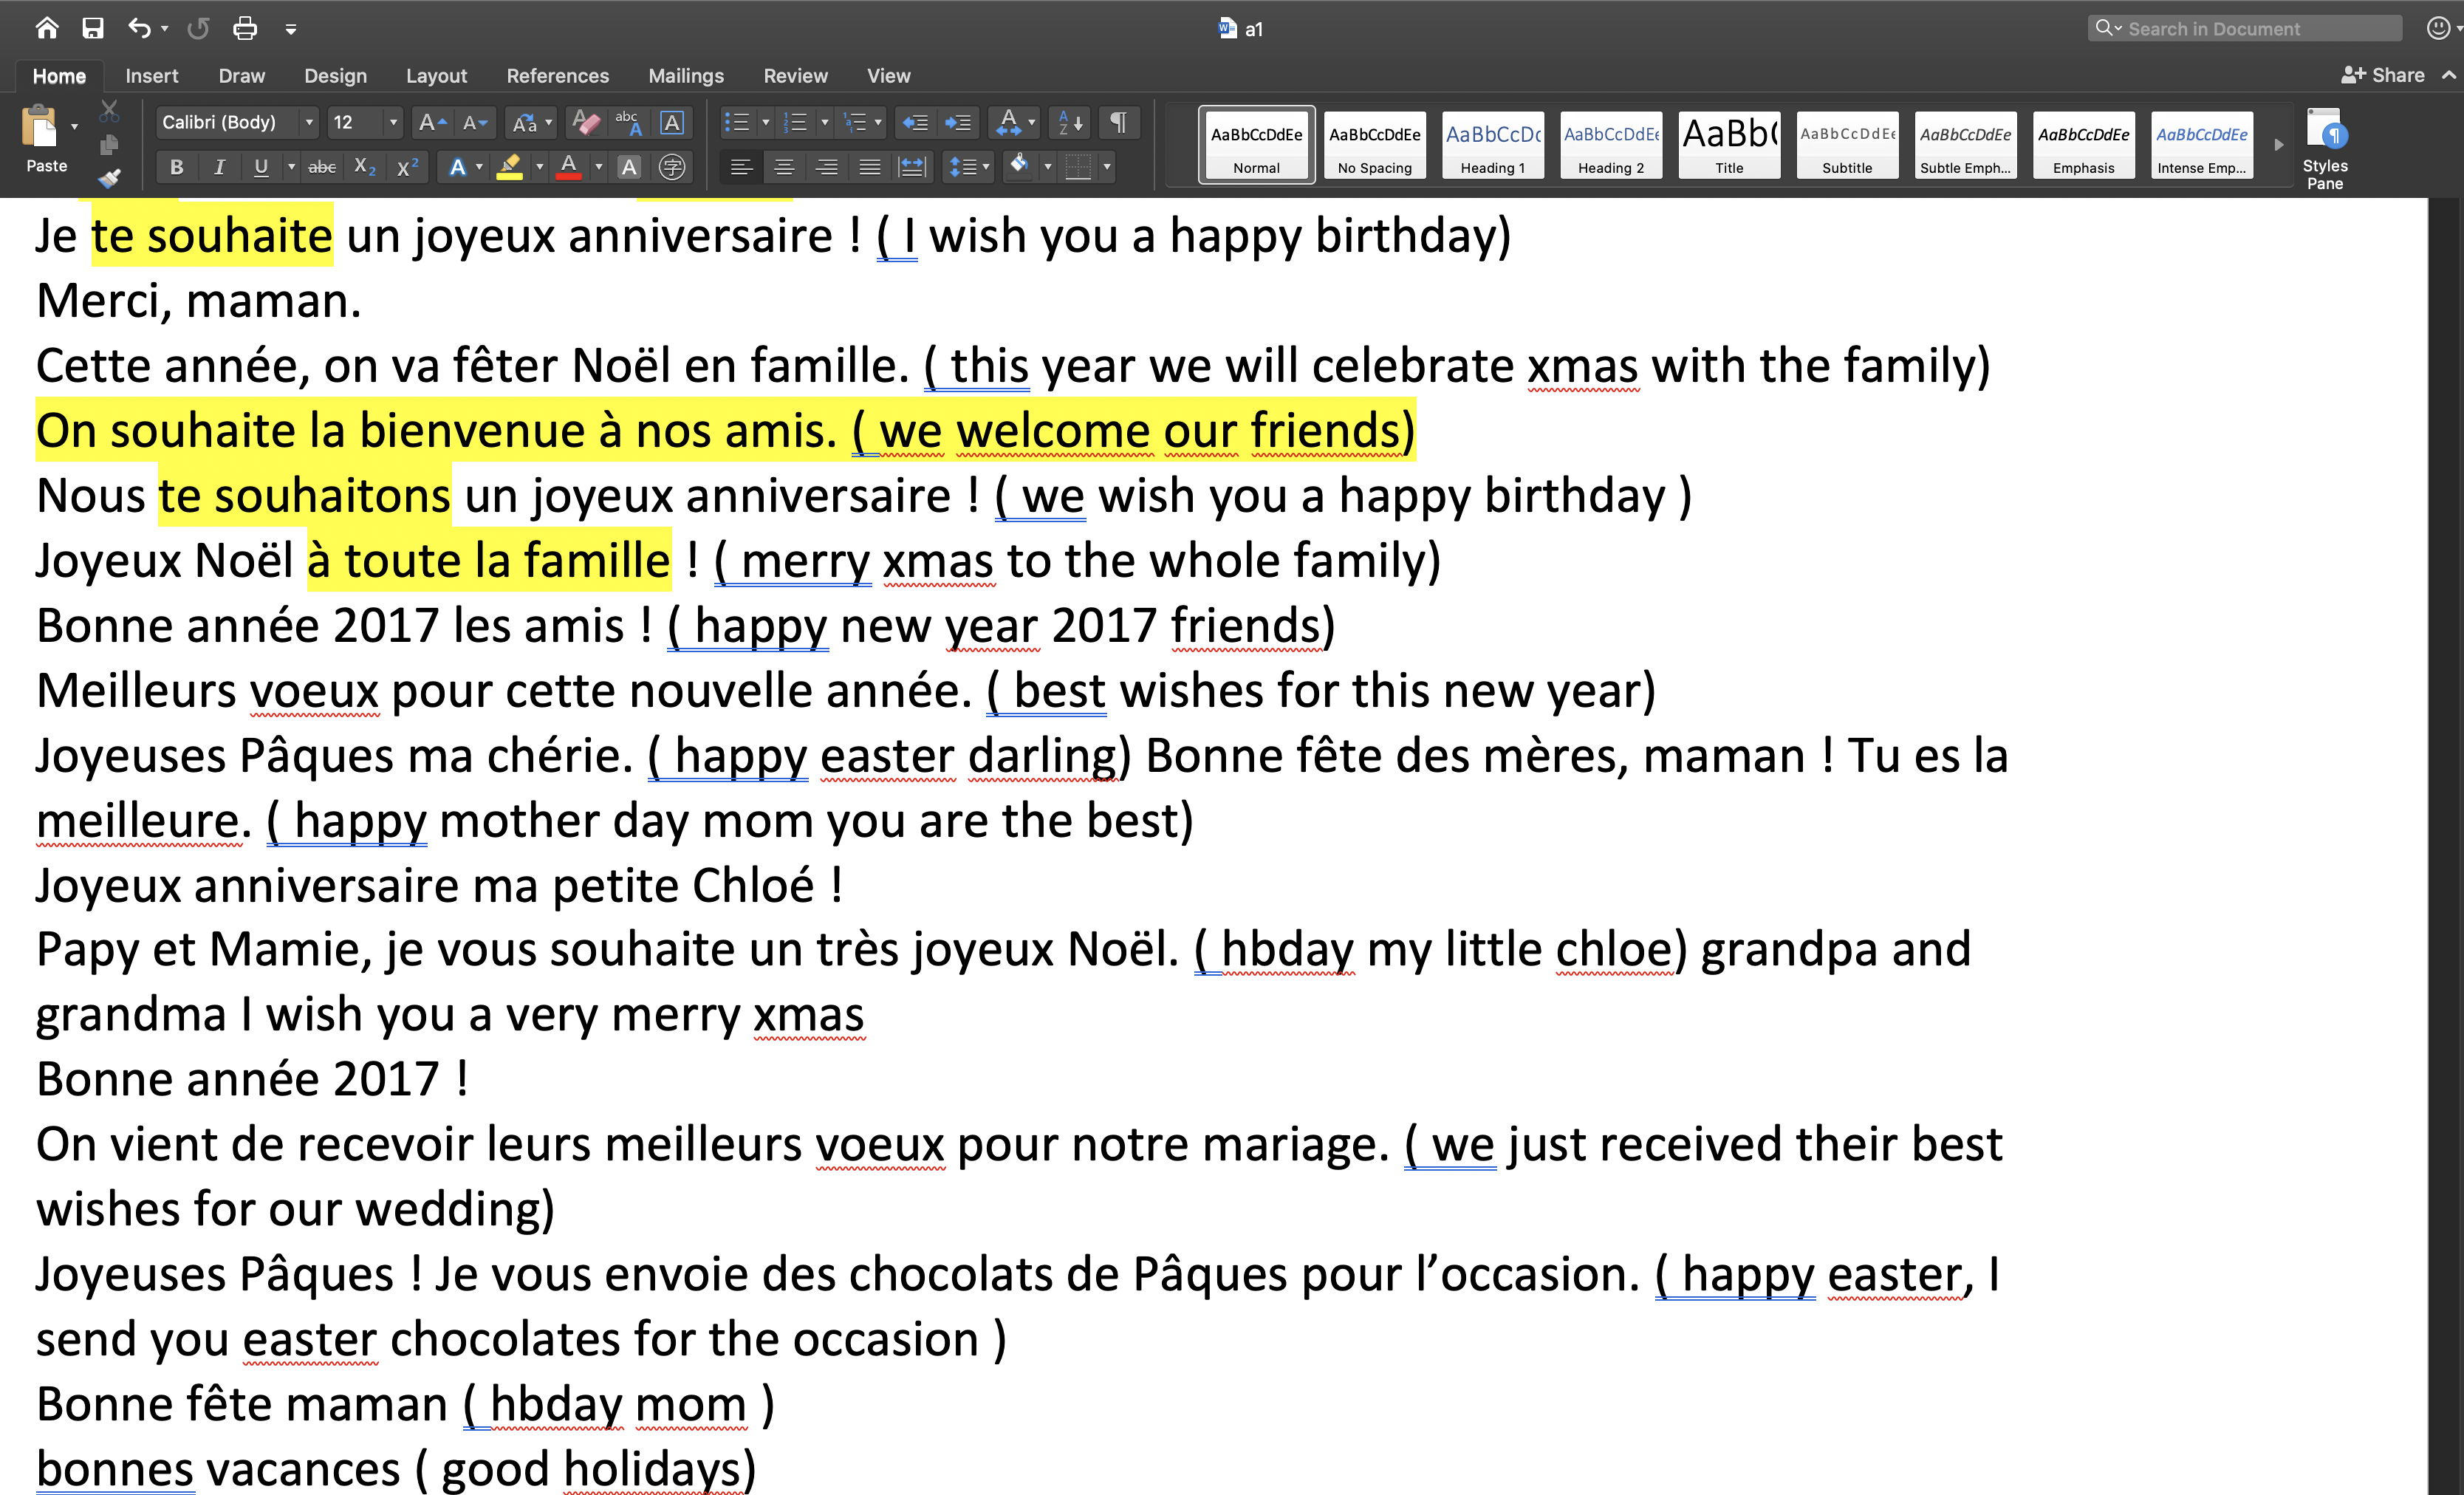 a1
Search in Document
Home Insert Draw Design Layout References Mailings Review View
Share
Paste
Calibri (Body) 12
A A Aa abc A A
A A Z
B I U abc X2 X2 A A A 字
AaBbCcDdEe AaBbCcDdEe AaBbCcDc AaBbCcDdEe AaBb( AaBbCcDdEe AaBbCcDdEe AaBbCcDdEe AaBbCcDdEe
Normal No Spacing Heading 1 Heading 2 Title Subtitle Subtle Emph... Emphasis Intense Emp...
Styles
Pane
Je te souhaite un joyeux anniversaire ! ( I wish you a happy birthday)
Merci, maman.
Cette année, on va fêter Noël en famille. ( this year we will celebrate xmas with the family)
On souhaite la bienvenue à nos amis. ( we welcome our friends)
Nous te souhaitons un joyeux anniversaire ! ( we wish you a happy birthday )
Joyeux Noël à toute la famille ! ( merry xmas to the whole family)
Bonne année 2017 les amis ! ( happy new year 2017 friends)
Meilleurs voeux pour cette nouvelle année. ( best wishes for this new year)
Joyeuses Pâques ma chérie. ( happy easter darling) Bonne fête des mères, maman ! Tu es la
meilleure. ( happy mother day mom you are the best)
Joyeux anniversaire ma petite Chloé !
Papy et Mamie, je vous souhaite un très joyeux Noël. ( hbday my little chloe) grandpa and
grandma I wish you a very merry xmas
Bonne année 2017 !
On vient de recevoir leurs meilleurs voeux pour notre mariage. ( we just received their best
wishes for our wedding)
Joyeuses Pâques ! Je vous envoie des chocolats de Pâques pour l’occasion. ( happy easter, I
send you easter chocolates for the occasion )
Bonne fête maman ( hbday mom )
bonnes vacances ( good holidays)